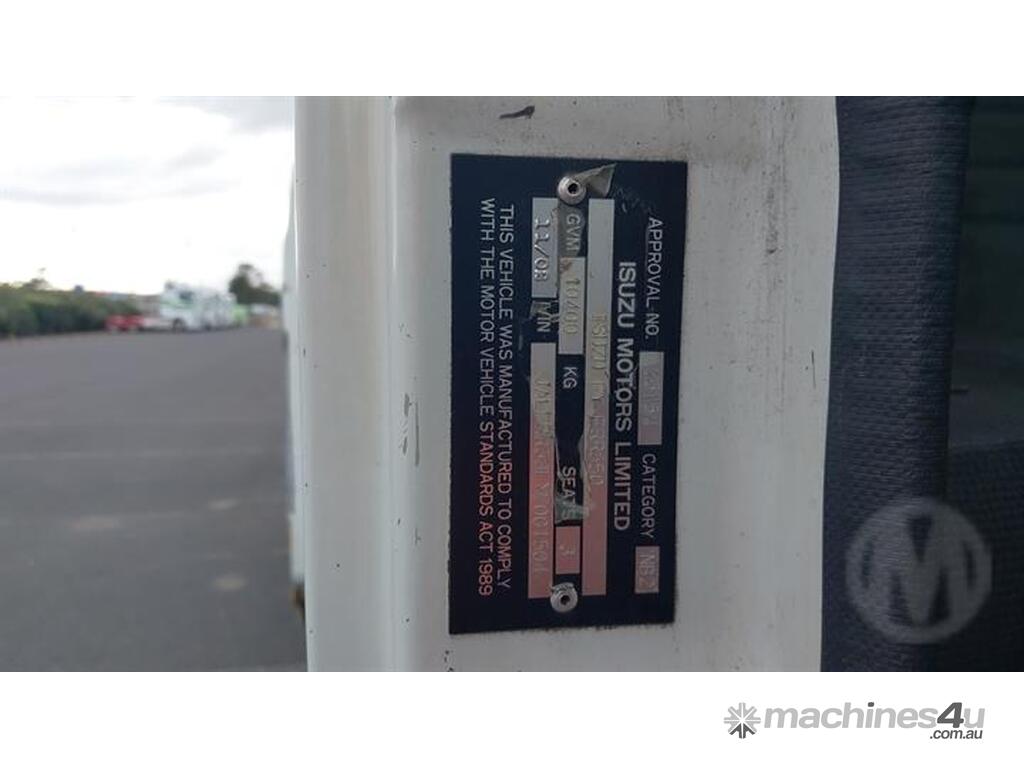 ISUZU MOTORS LIMITED
APPROVAL NO. CATEGORY NB2
ISUZU
GVM 10400 KG SEATS 3
11/08 VIN
THIS VEHICLE WAS MANUFACTURED TO COMPLY
WITH THE MOTOR VEHICLE STANDARDS ACT 1989
M
machines4u
.com.au